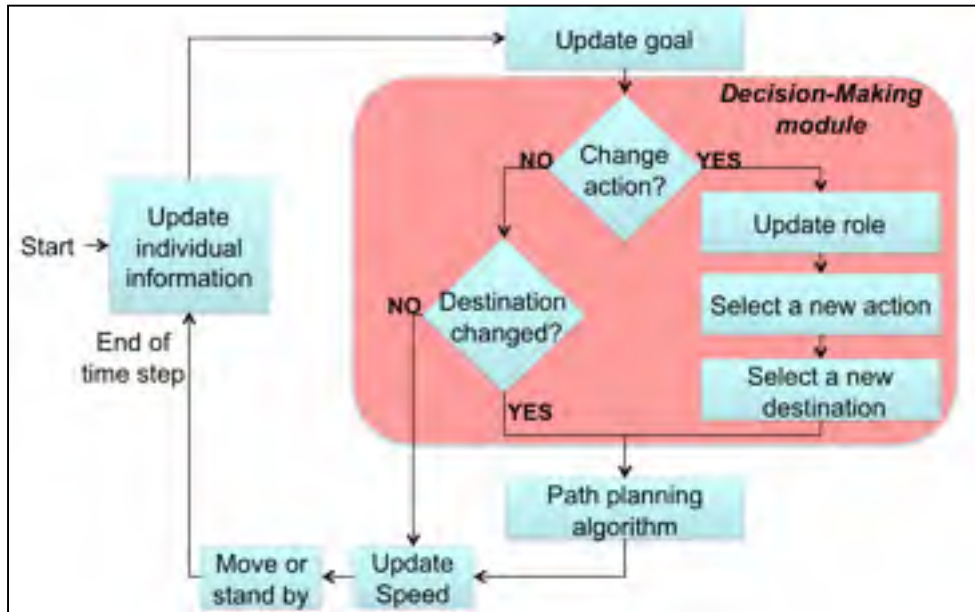 Update goal
Decision-Making
module
NO
Change
action?
YES
Start
Update
individual
information
Update role
NO
Destination
changed?
Select a new action
End of
time step
YES
Select a new
destination
Path planning
algorithm
Move or
stand by
Update
Speed